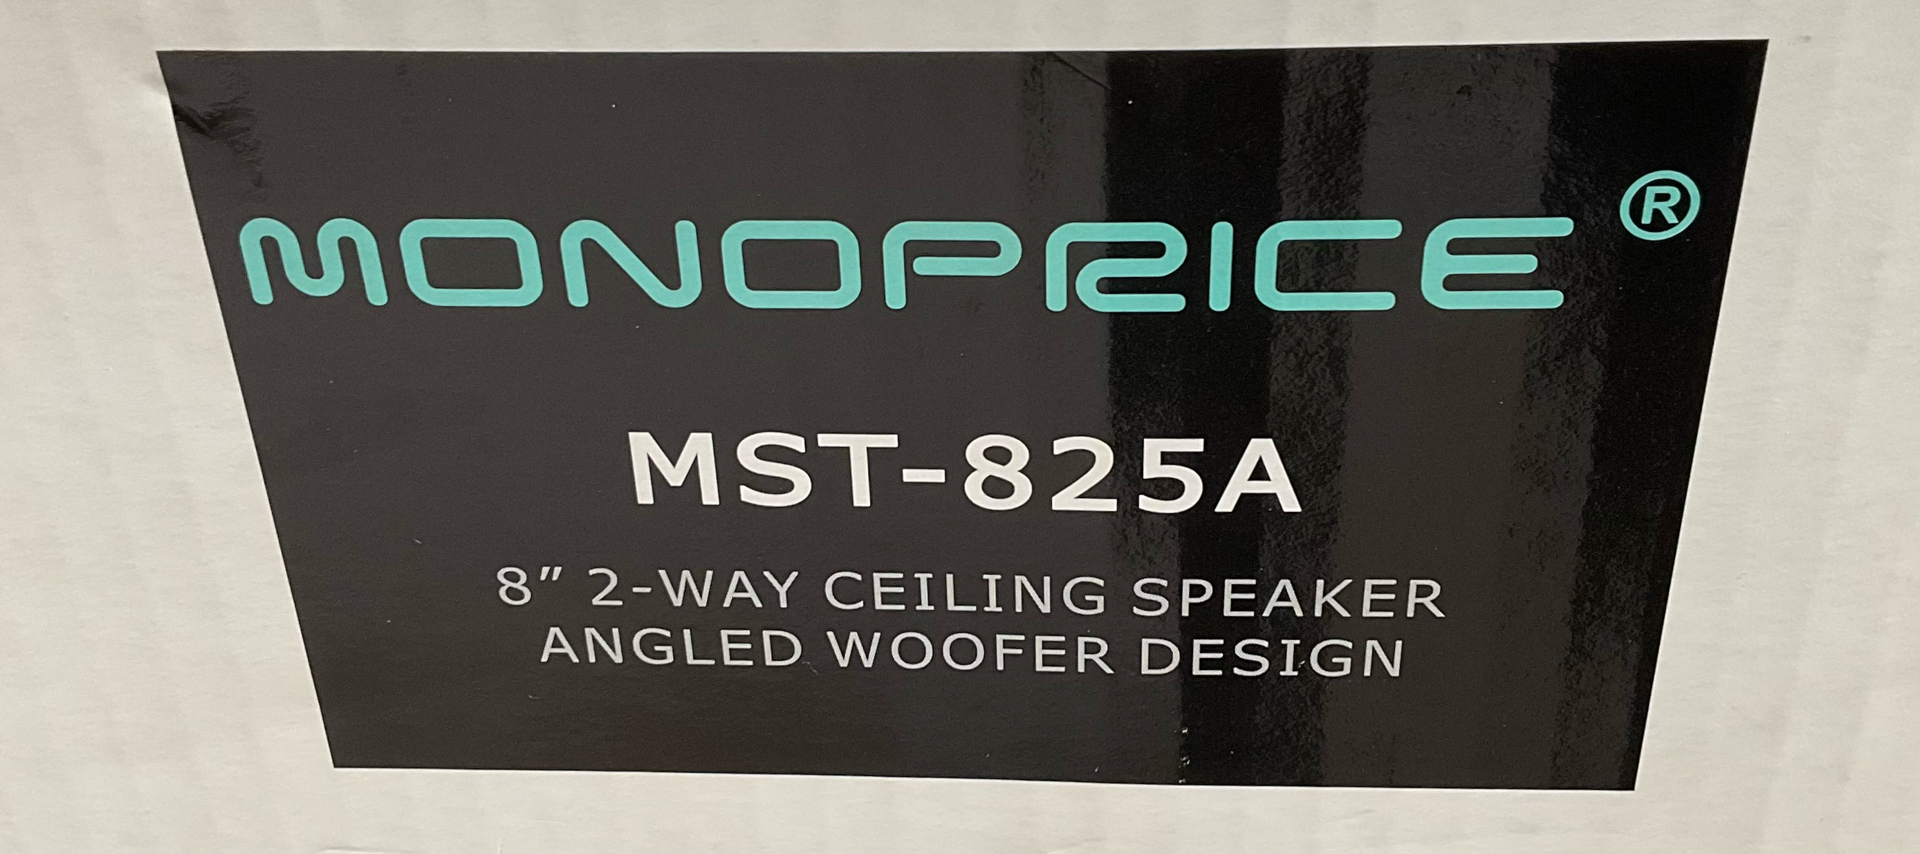 MONOPRICE®
MST-825A
8” 2-WAY CEILING SPEAKER
ANGLED WOOFER DESIGN